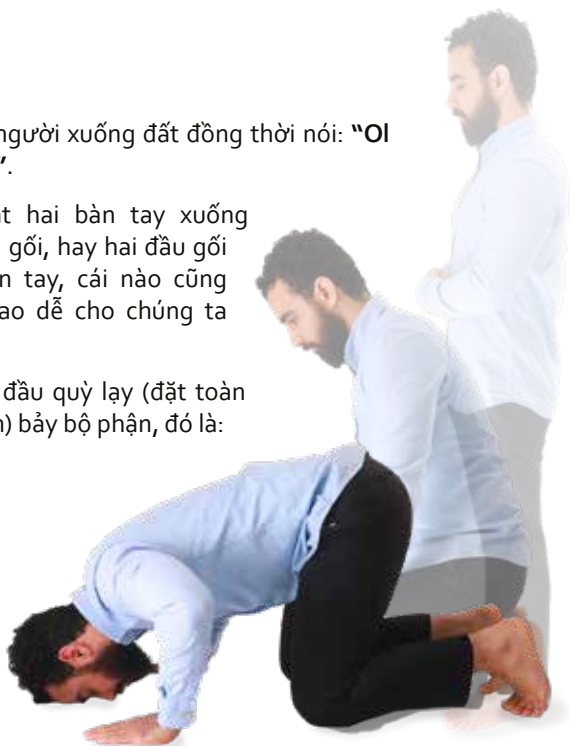 người xuống đất đồng thời nói: “Ol
”.
hai bàn tay xuống
gối, hay hai đầu gối
tay, cái nào cũng
dễ cho chúng ta
đầu quỳ lạy (đặt toàn
bảy bộ phận, đó là: